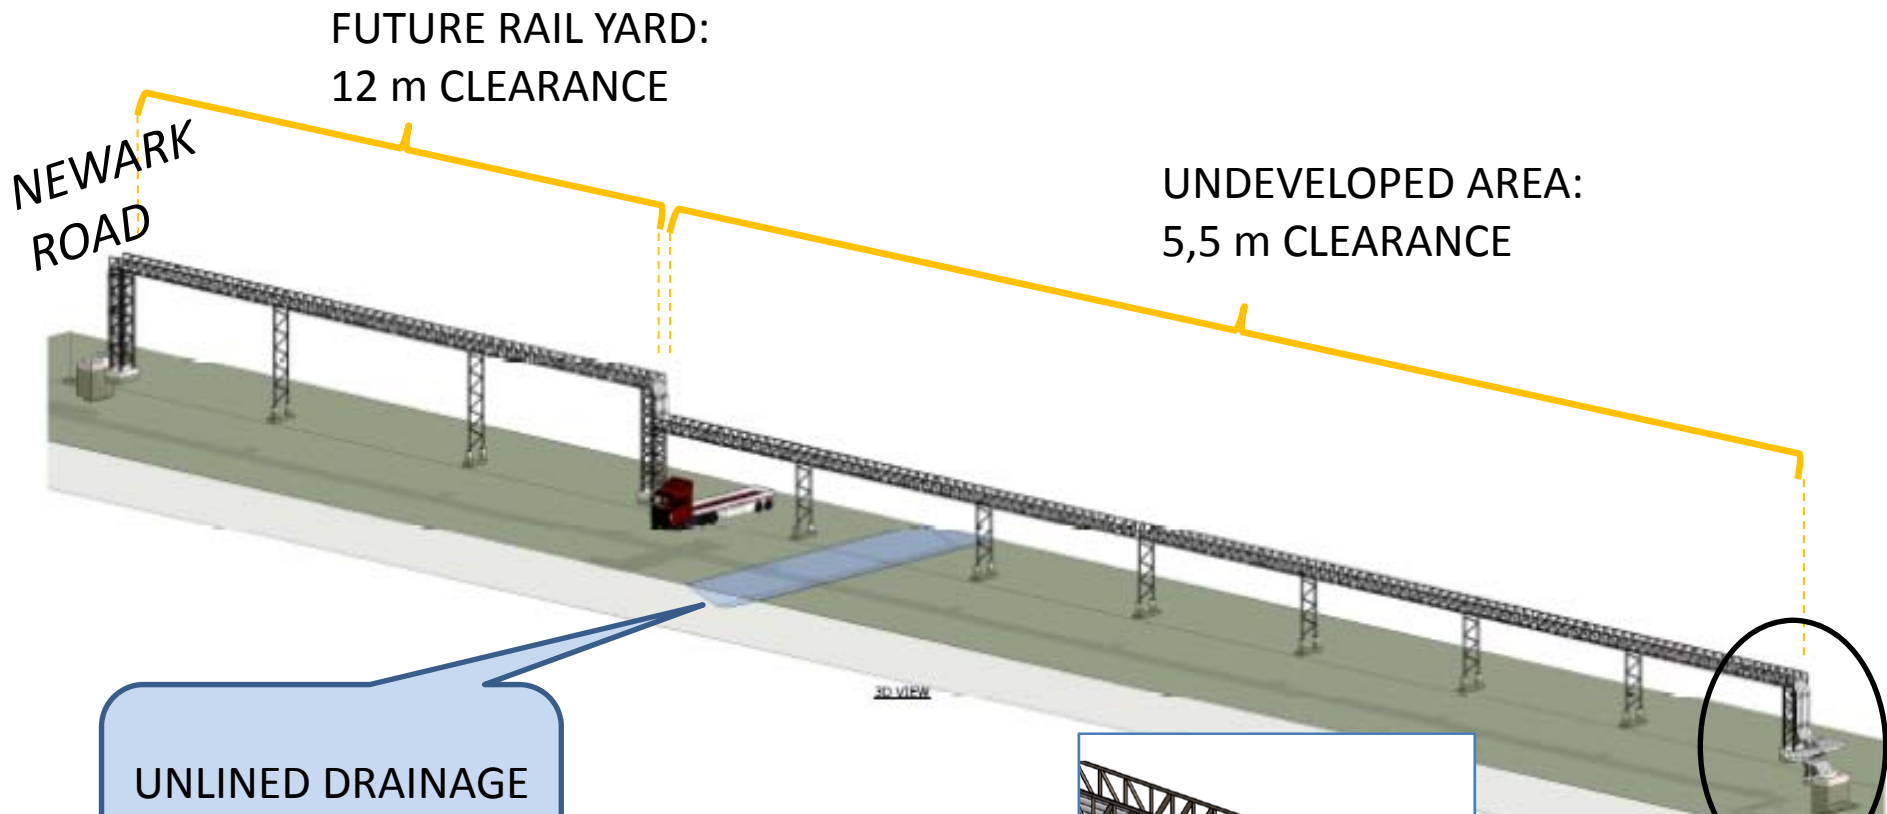 FUTURE RAIL YARD:
12 m CLEARANCE
NEWARK
ROAD
UNDEVELOPED AREA:
5,5 m CLEARANCE
3D VIEW
UNLINED DRAINAGE